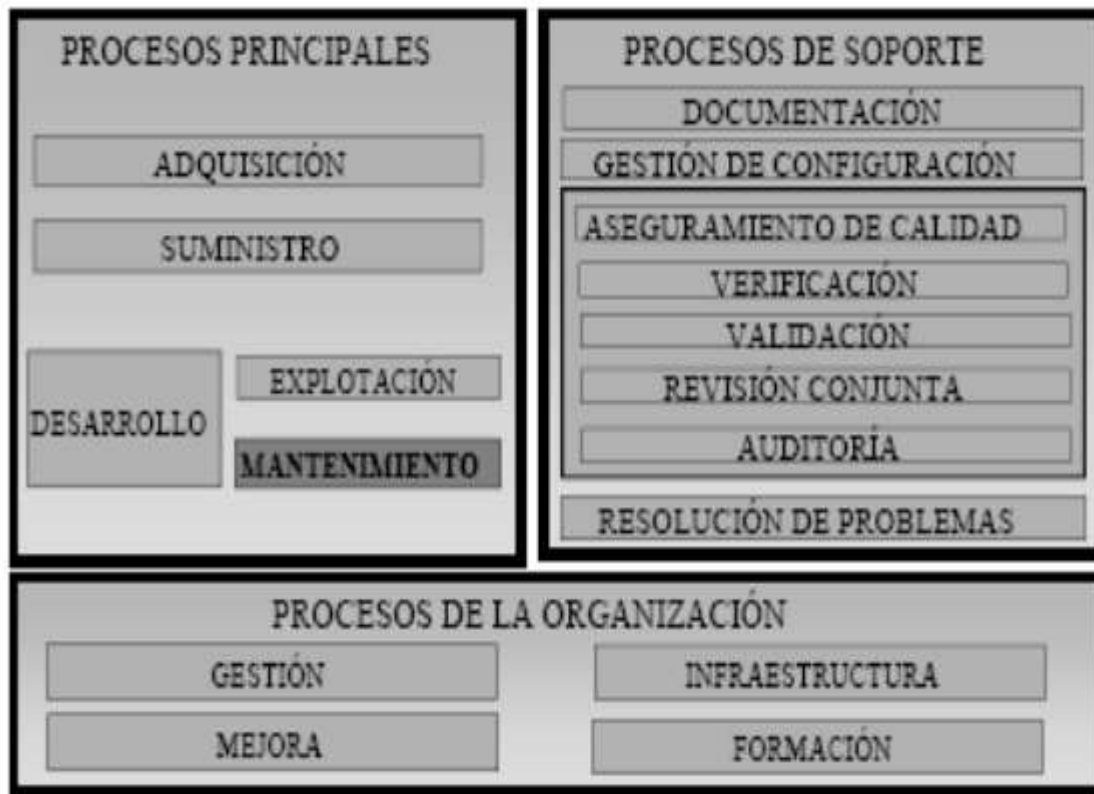 PROCESOS PRINCIPALES
ADQUISICIÓN
SUMINISTRO
DESARROLLO
EXPLOTACIÓN
MANTENIMIENTO
PROCESOS DE SOPORTE
DOCUMENTACIÓN
GESTIÓN DE CONFIGURACIÓN
ASEGURAMIENTO DE CALIDAD
VERIFICACIÓN
VALIDACIÓN
REVISIÓN CONJUNTA
AUDITORÍA
RESOLUCIÓN DE PROBLEMAS
PROCESOS DE LA ORGANIZACIÓN
GESTIÓN
INFRAESTRUCTURA
MEJORA
FORMACIÓN